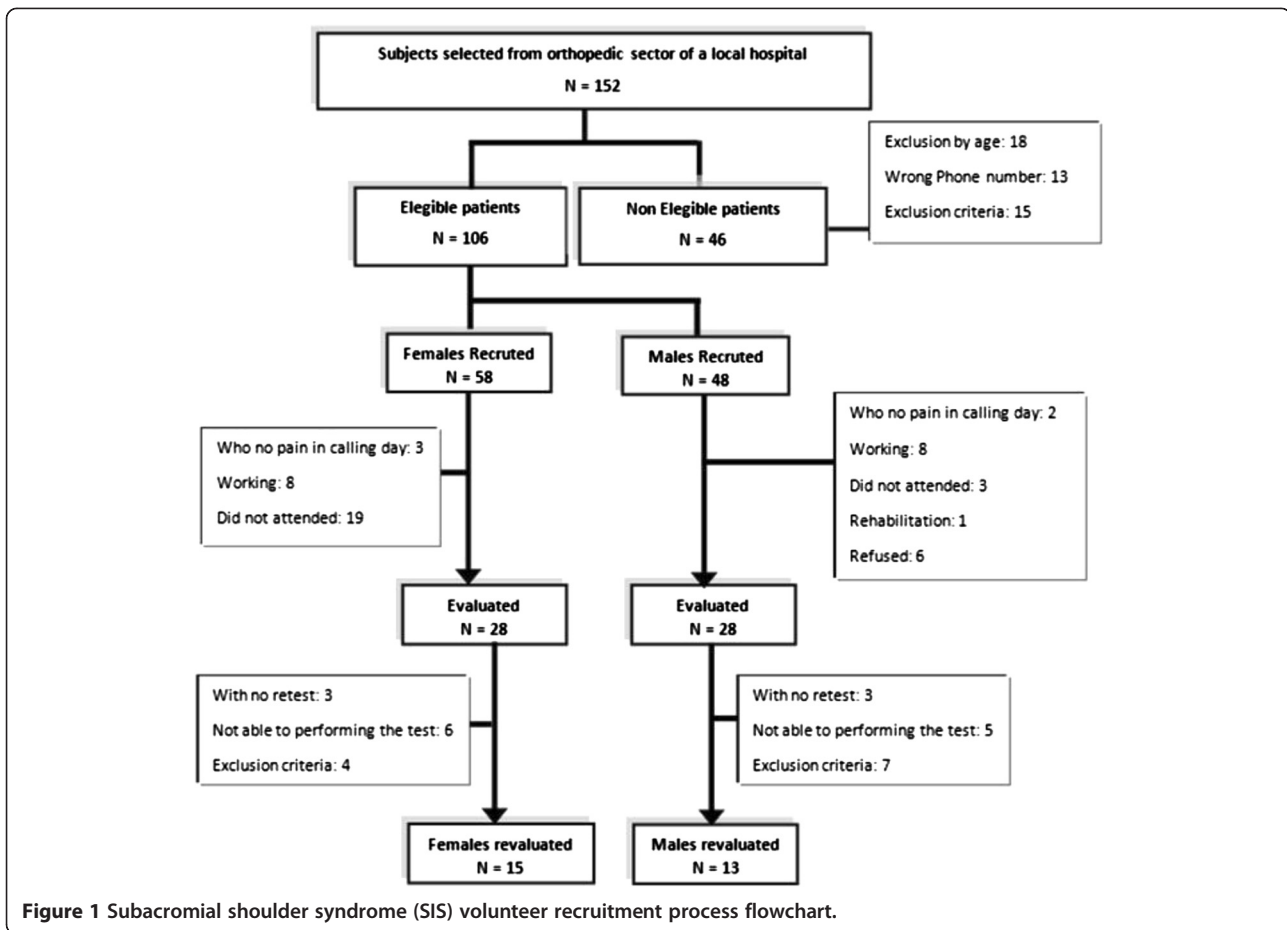 Subjects selected from orthopedic sector of a local hospital
N = 152
Exclusion by age: 18
Wrong Phone number: 13
Exclusion criteria: 15
Elegible patients
N = 106
Non Elegible patients
N = 46
Females Recruted
N = 58
Males Recruted
N = 48
Who no pain in calling day: 3
Working: 8
Did not attended: 19
Who no pain in calling day: 2
Working: 8
Did not attended: 3
Rehabilitation: 1
Refused: 6
Evaluated
N = 28
Evaluated
N = 28
With no retest: 3
Not able to performing the test: 6
Exclusion criteria: 4
With no retest: 3
Not able to performing the test: 5
Exclusion criteria: 7
Females revaluated
N = 15
Males revaluated
N = 13
Figure 1 Subacromial shoulder syndrome (SIS) volunteer recruitment process flowchart.